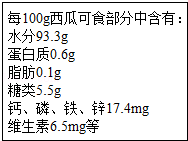 每100g西瓜可食部分中含有：
水分93.3g
蛋白质0.6g
脂肪0.1g
糖类5.5g
钙、磷、铁、锌17.4mg
维生素6.5mg等